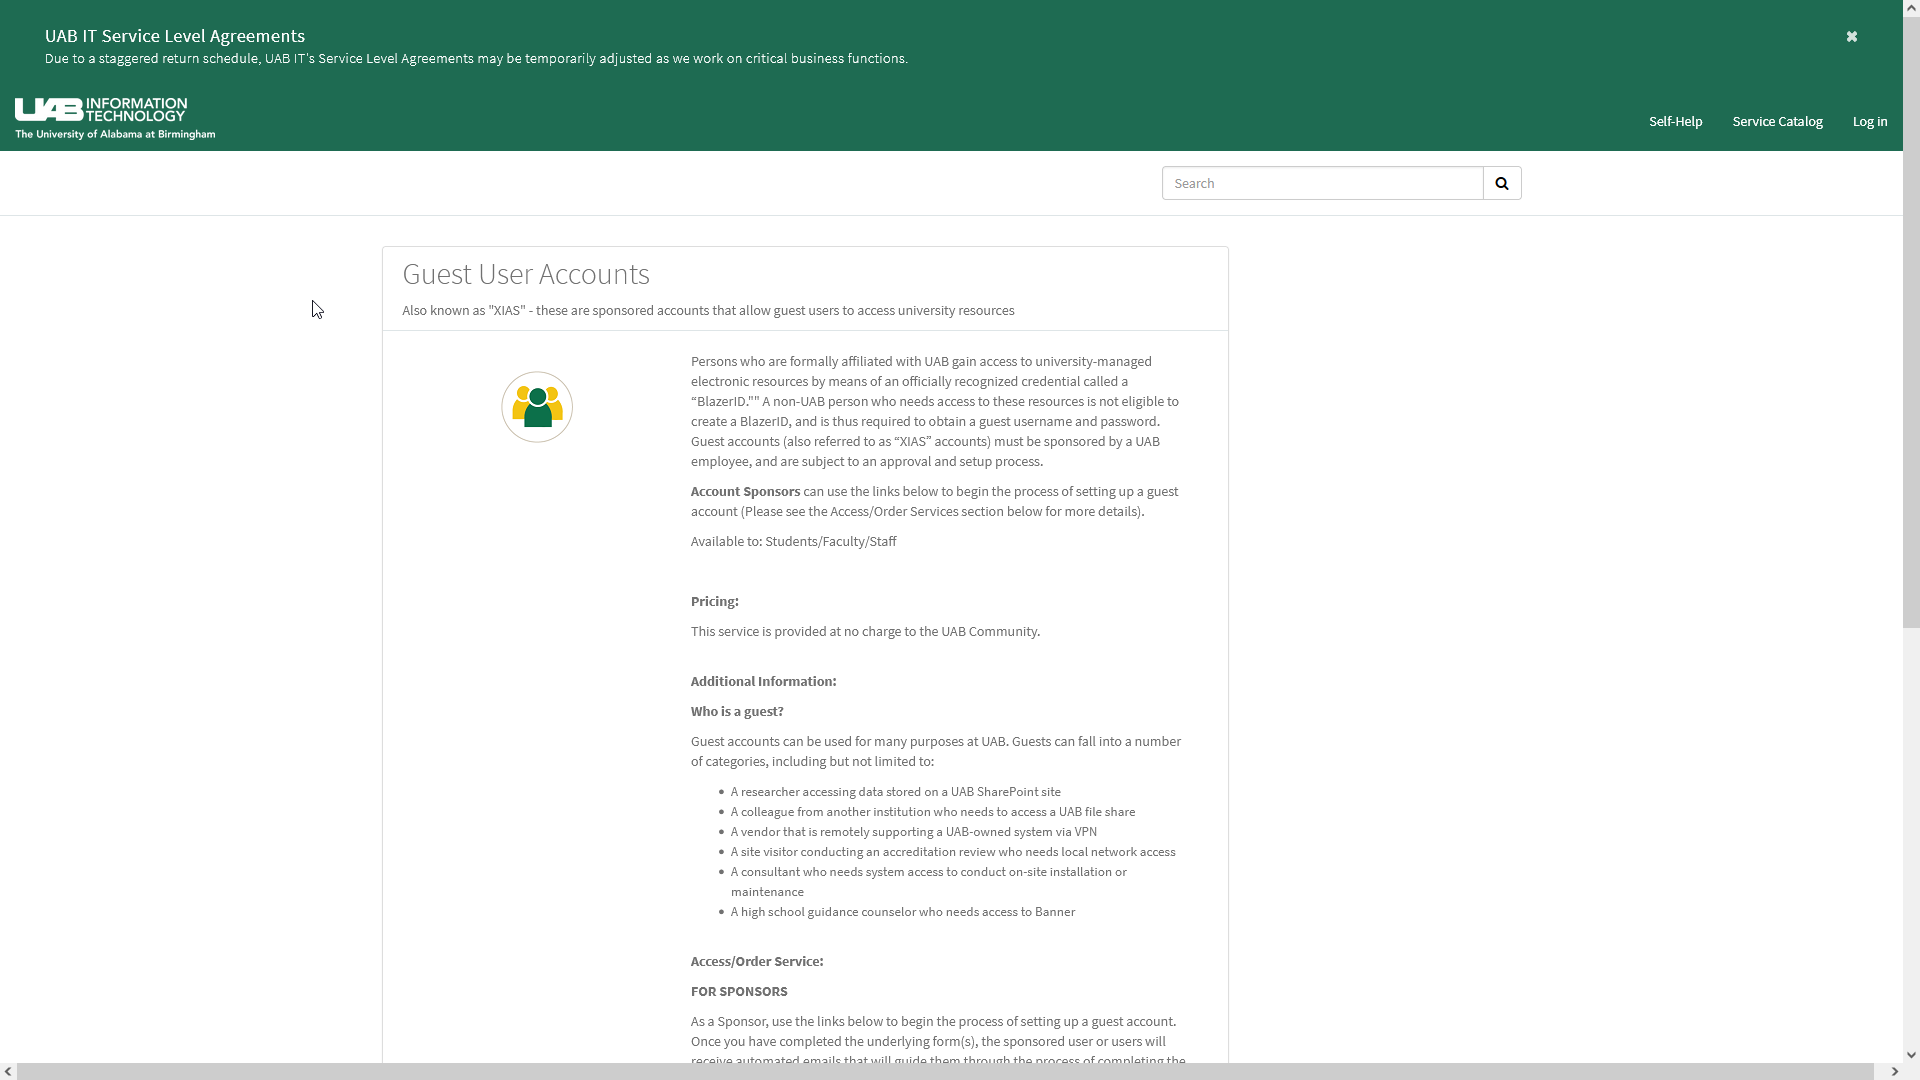 UAB IT Service Level Agreements
Due to a staggered return schedule, UAB IT's Service Level Agreements may be temporarily adjusted as we work on critical business functions.
UAB INFORMATION TECHNOLOGY
The University of Alabama at Birmingham
Self-Help Service Catalog Log in
Search
Guest User Accounts
Also known as "XIAS" - these are sponsored accounts that allow guest users to access university resources
Persons who are formally affiliated with UAB gain access to university-managed
electronic resources by means of an officially recognized credential called a
“BlazerID."" A non-UAB person who needs access to these resources is not eligible to
create a BlazerID, and is thus required to obtain a guest username and password.
Guest accounts (also referred to as “XIAS” accounts) must be sponsored by a UAB
employee, and are subject to an approval and setup process.
Account Sponsors can use the links below to begin the process of setting up a guest
account (Please see the Access/Order Services section below for more details).
Available to: Students/Faculty/Staff
Pricing:
This service is provided at no charge to the UAB Community.
Additional Information:
Who is a guest?
Guest accounts can be used for many purposes at UAB. Guests can fall into a number
of categories, including but not limited to:
• A researcher accessing data stored on a UAB SharePoint site
• A colleague from another institution who needs to access a UAB file share
• A vendor that is remotely supporting a UAB-owned system via VPN
• A site visitor conducting an accreditation review who needs local network access
• A consultant who needs system access to conduct on-site installation or
maintenance
• A high school guidance counselor who needs access to Banner
Access/Order Service:
FOR SPONSORS
As a Sponsor, use the links below to begin the process of setting up a guest account.
Once you have completed the underlying form(s), the sponsored user or users will
receive automated emails that will guide them through the process of completing the